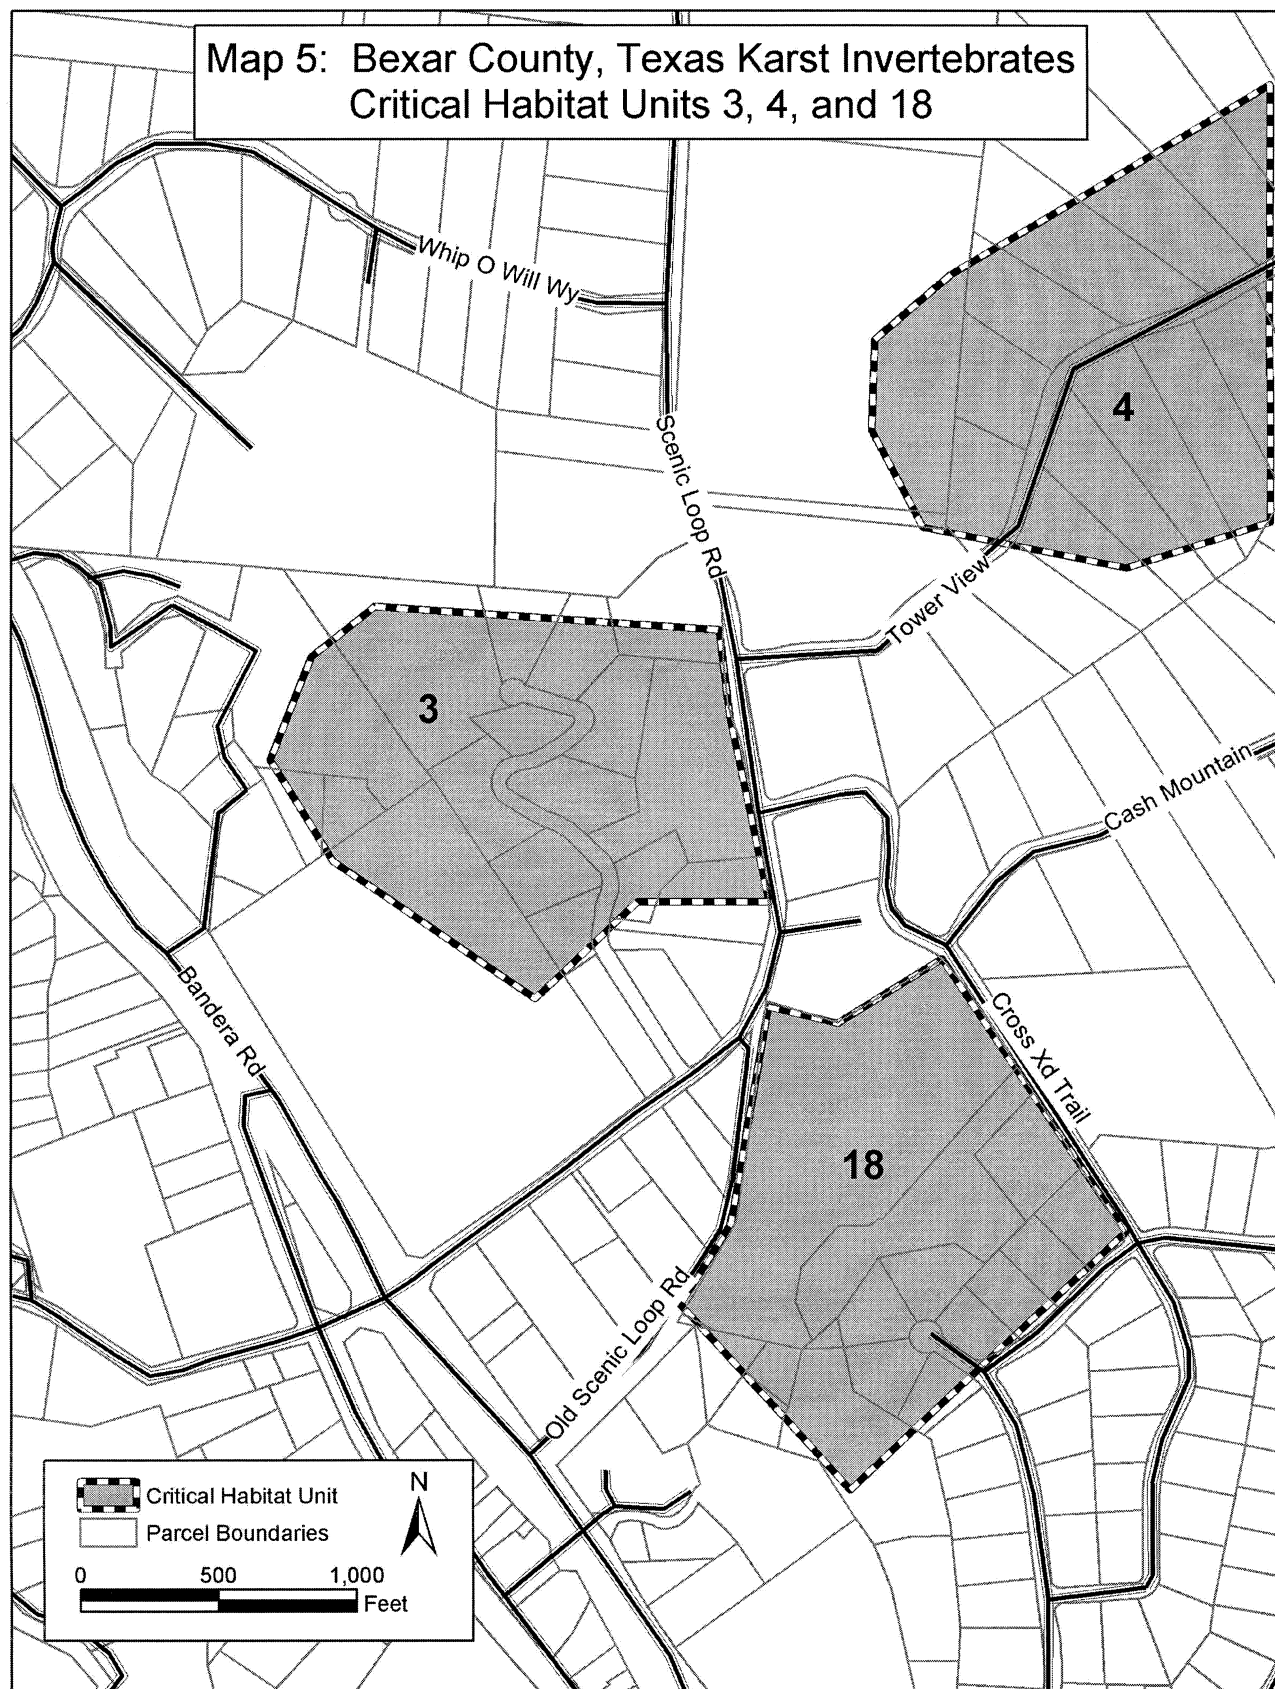 Map 5: Bexar County, Texas Karst Invertebrates
Critical Habitat Units 3, 4, and 18
Whip O Will Wy
Scenic Loop Rd
4
Tower View
3
Cash Mountain
Bandera Rd
Cross Xd Trail
18
Old Scenic Loop Rd
Critical Habitat Unit
Parcel Boundaries
N
0 500 1,000
Feet